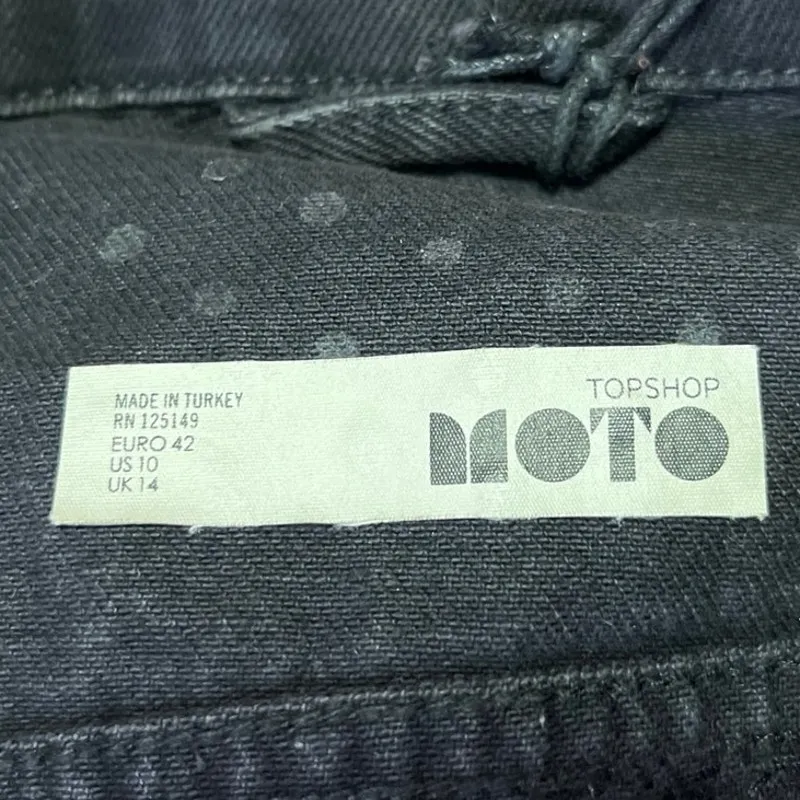 MADE IN TURKEY
RN 125149
EURO 42
US 10
UK 14
TOPSHOP
MOTO